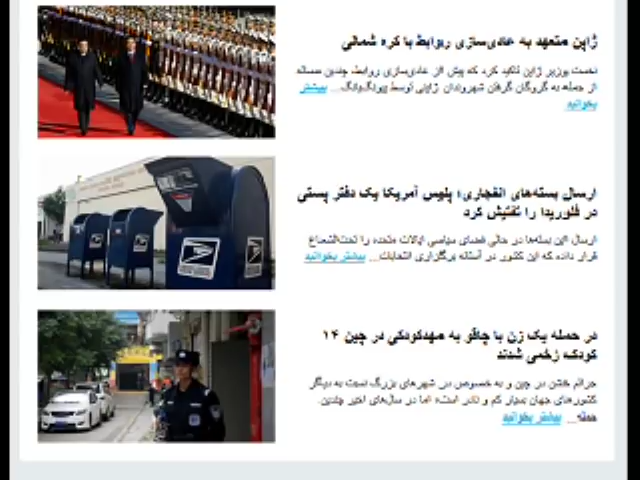 ژاپن متعهد به عادی‌سازی روابط با کره شمالی
نخست وزیر ژاپن تاکید کرد که پیش از عادی‌سازی روابط چندین مساله
از جمله به گروگان گرفتن شهروندان ژاپنی توسط پیونگ‌یانگ... بیشتر
بخوانید
ارسال بسته‌های انفجاری؛ پلیس آمریکا یک دفتر پستی
در فلوریدا را تفتیش کرد
ارسال این بسته‌ها در حالی فضای سیاسی ایالات متحده را تحت‌الشعاع
قرار داده که این کشور در آستانه برگزاری انتخابات... بیشتر بخوانید
در حمله یک زن با چاقو به مهدکودکی در چین ۱۴
کودک زخمی شدند
جرائم خشن در چین و به خصوص در شهرهای بزرگ نسبت به دیگر
کشورهای جهان بسیار کم و نادر است؛ اما در سال‌های اخیر چندین
حمله... بیشتر بخوانید